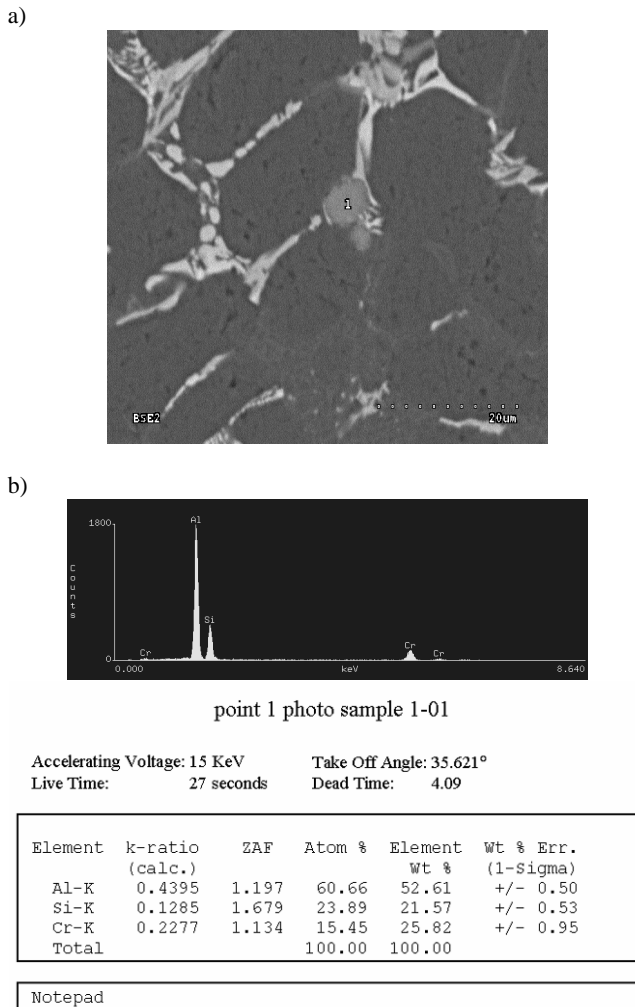 a)
1
BSE2
20um
b)
1800
Al
Counts
Si
Cr
Cr
Cr
0
0.000
keV
8.640
point 1 photo sample 1-01
Accelerating Voltage: 15 KeV Take Off Angle: 35.621°
Live Time: 27 seconds Dead Time: 4.09
Element k-ratio ZAF Atom % Element Wt % Err.
(calc.) Wt % (1-Sigma)
Al-K 0.4395 1.197 60.66 52.61 +/- 0.50
Si-K 0.1285 1.679 23.89 21.57 +/- 0.53
Cr-K 0.2277 1.134 15.45 25.82 +/- 0.95
Total 100.00 100.00
Notepad